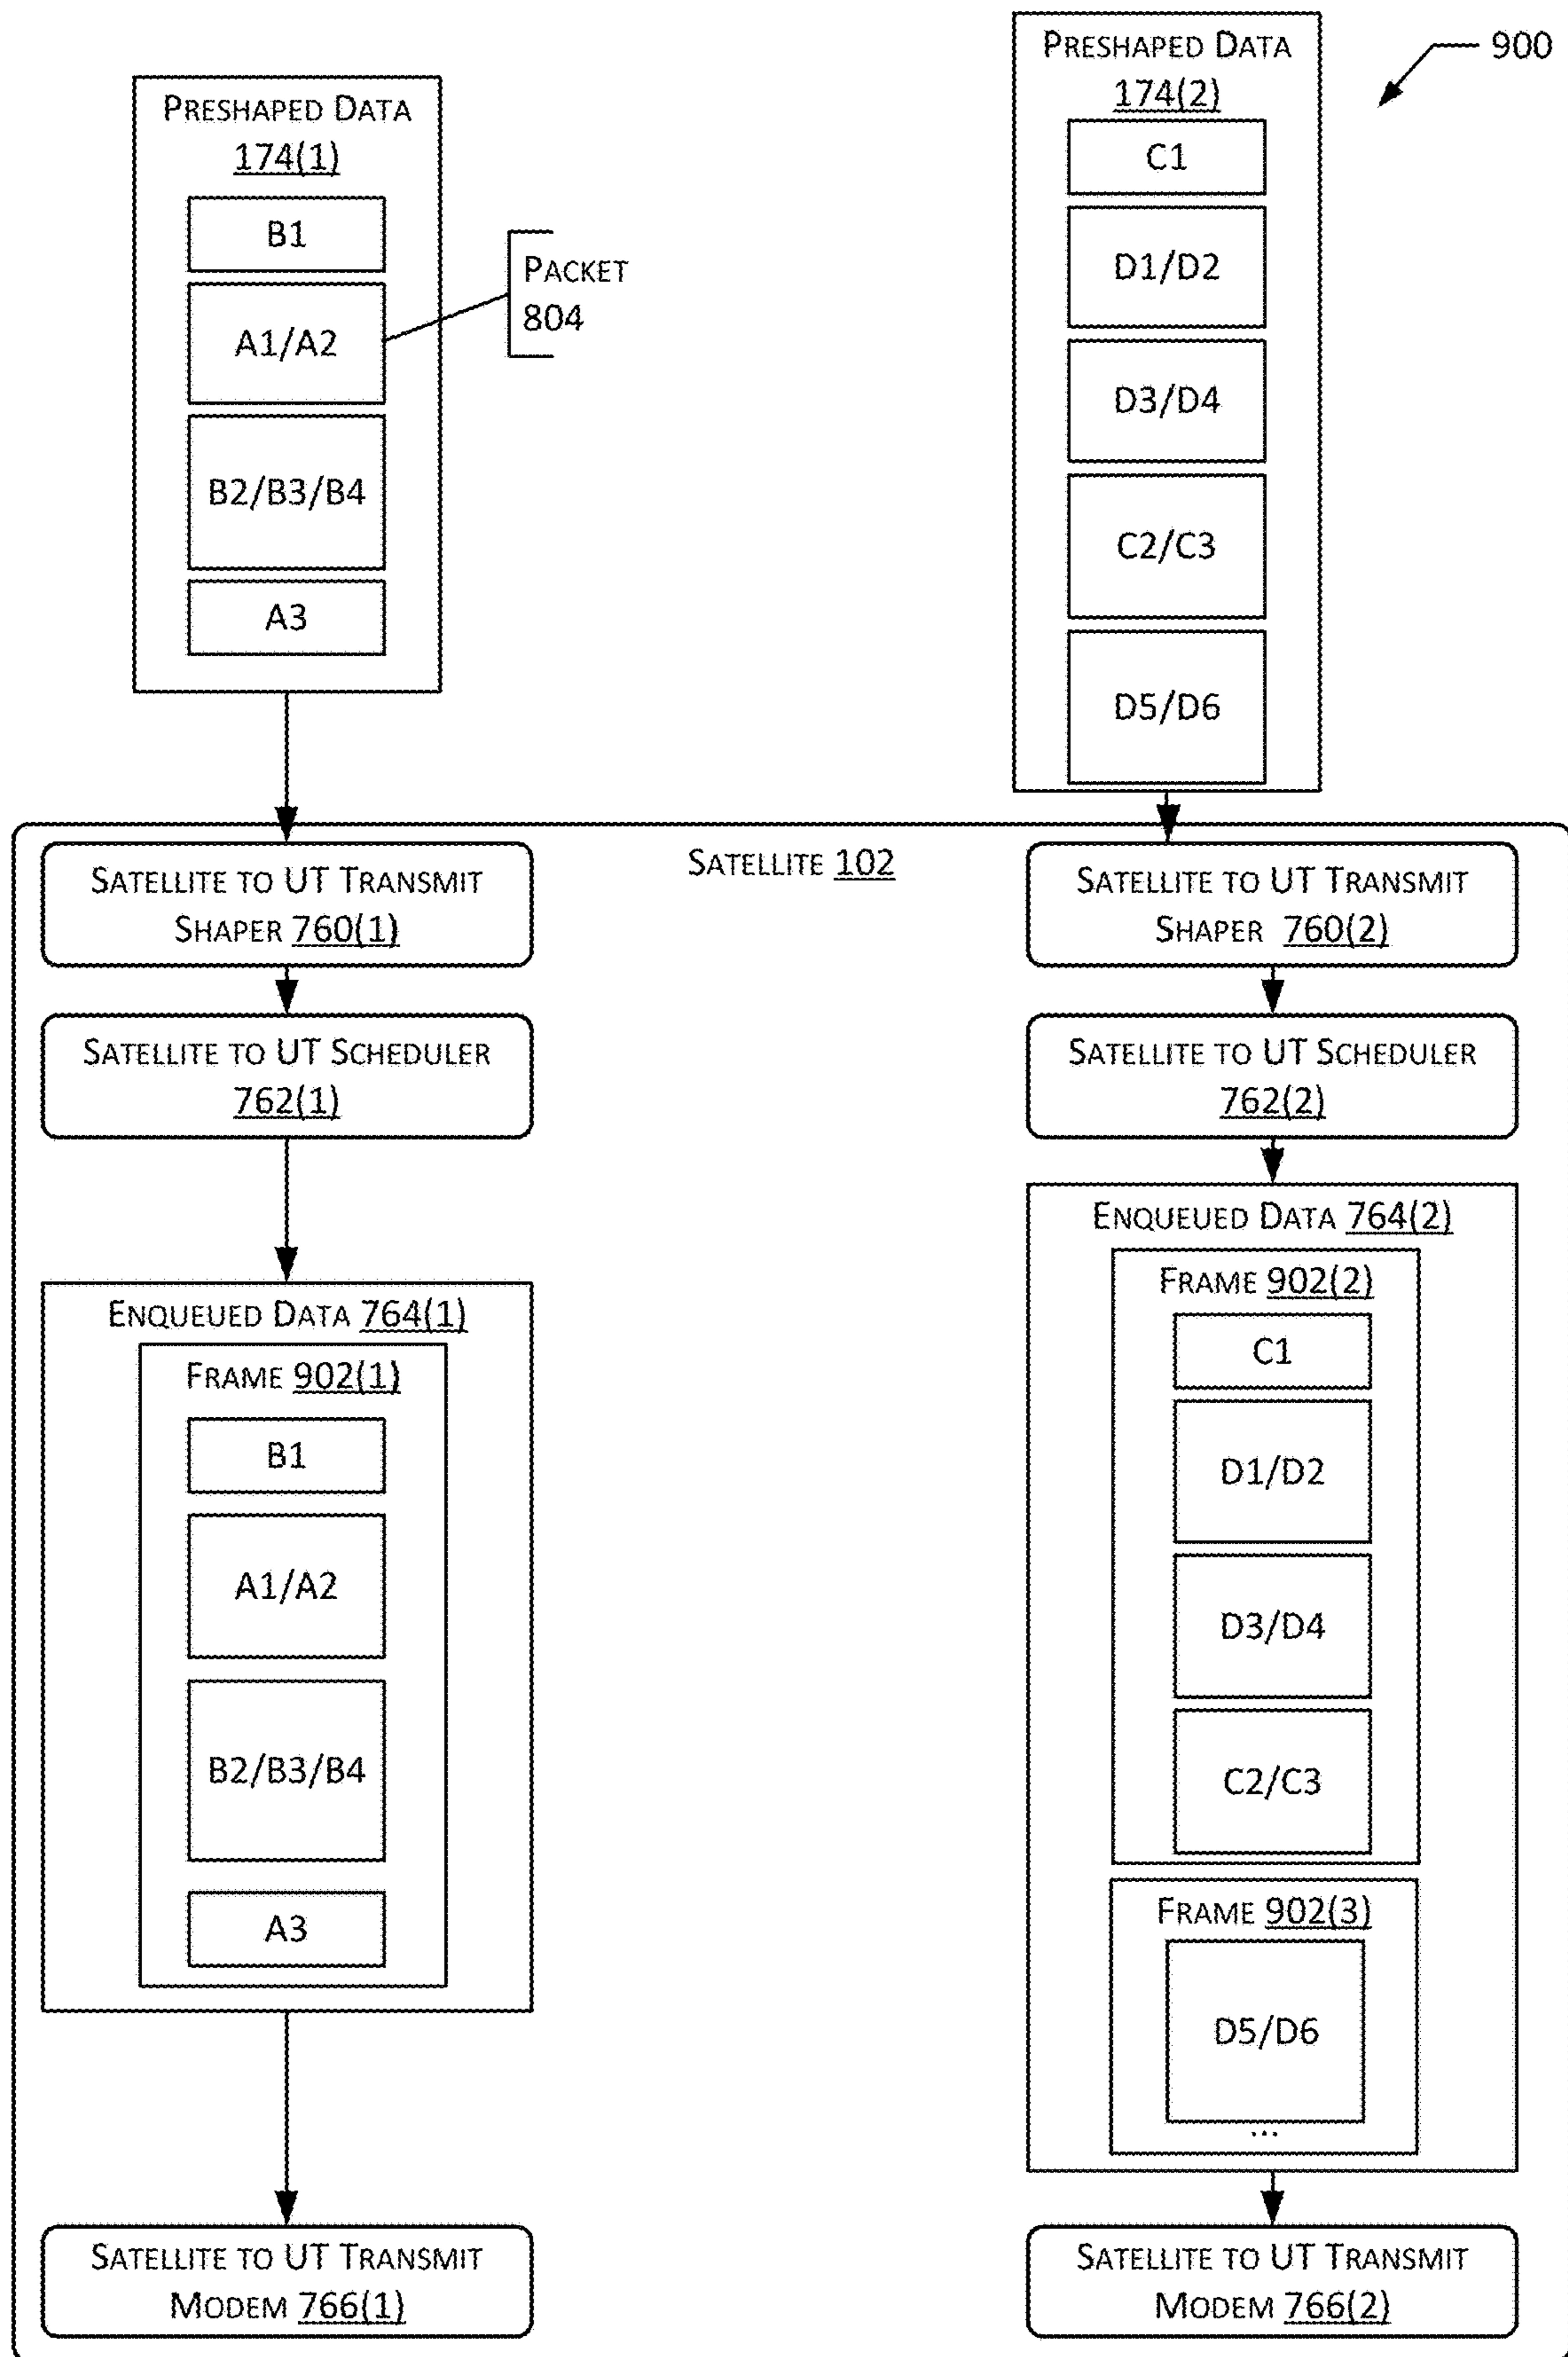 900
PRESHAPED DATA
174(1)
B1
A1/A2
B2/B3/B4
A3
PACKET
804
PRESHAPED DATA
174(2)
C1
D1/D2
D3/D4
C2/C3
D5/D6
SATELLITE 102
SATELLITE TO UT TRANSMIT
SHAPER 760(1)
SATELLITE TO UT SCHEDULER
762(1)
ENQUEUED DATA 764(1)
FRAME 902(1)
B1
A1/A2
B2/B3/B4
A3
SATELLITE TO UT TRANSMIT
MODEM 766(1)
SATELLITE TO UT TRANSMIT
SHAPER 760(2)
SATELLITE TO UT SCHEDULER
762(2)
ENQUEUED DATA 764(2)
FRAME 902(2)
C1
D1/D2
D3/D4
C2/C3
FRAME 902(3)
D5/D6
...
SATELLITE TO UT TRANSMIT
MODEM 766(2)